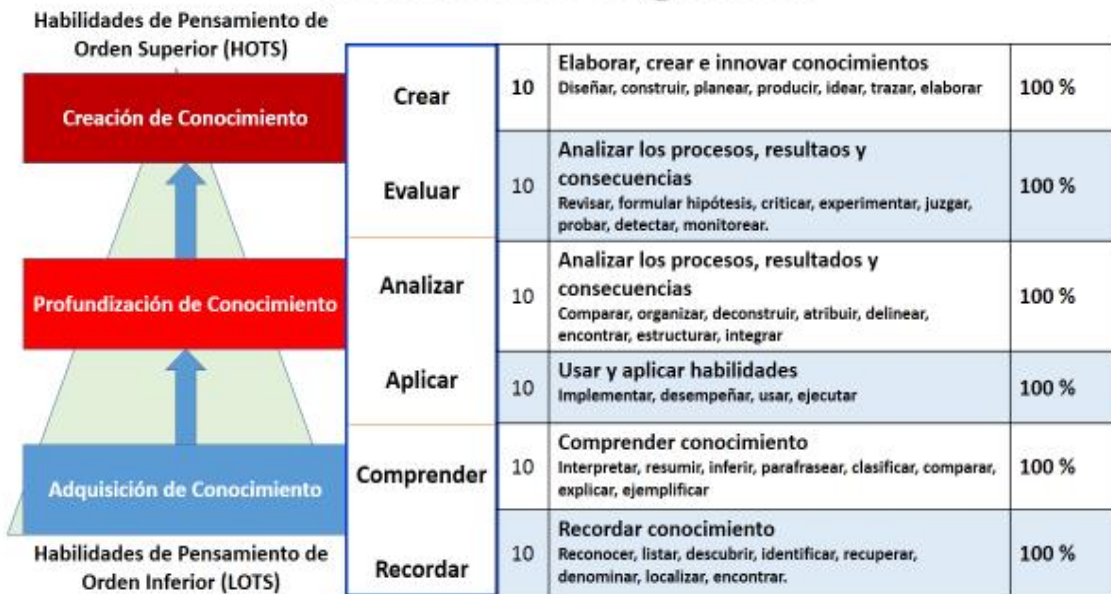 Habilidades de Pensamiento de
Orden Superior (HOTS)
Creación de Conocimiento
Profundización de Conocimiento
Adquisición de Conocimiento
Habilidades de Pensamiento de
Orden Inferior (LOTS)
Crear
10
Elaborar, crear e innovar conocimientos
Diseñar, construir, planear, producir, idear, trazar, elaborar
100 %
Evaluar
10
Analizar los procesos, resultaos y
consecuencias
Revisar, formular hipótesis, criticar, experimentar, juzgar,
probar, detectar, monitorear.
100 %
Analizar
10
Analizar los procesos, resultados y
consecuencias
Comparar, organizar, deconstruir, atribuir, delinear,
encontrar, estructurar, integrar
100 %
Aplicar
10
Usar y aplicar habilidades
Implementar, desempeñar, usar, ejecutar
100 %
Comprender
10
Comprender conocimiento
Interpretar, resumir, inferir, parafrasear, clasificar, comparar,
explicar, ejemplificar
100 %
Recordar
10
Recordar conocimiento
Reconocer, listar, descubrir, identificar, recuperar,
denominar, localizar, encontrar.
100 %